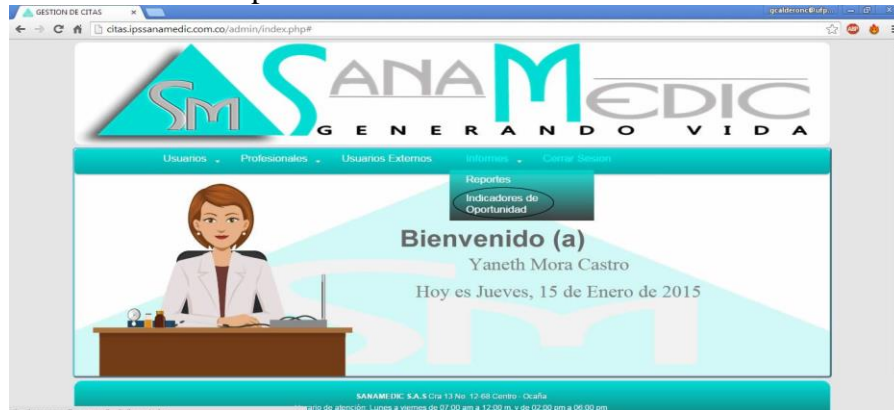 GESTION DE CITAS
citas.ipssanamedic.com.co/admin/index.php#
SM SANAMEDIC
GENERANDO VIDA
Usuarios Profesionales Usuarios Externos Informes Cerrar Sesion
Reportes
Indicadores de
Oportunidad
Bienvenido (a)
Yaneth Mora Castro
Hoy es Jueves, 15 de Enero de 2015
SM
SANAMEDIC S.A.S Cra 13 No. 12-68 Centro - Ocaña
Horario de atención: Lunes a viernes de 07:00 am a 12:00 m. y de 02:00 pm a 06:00 pm